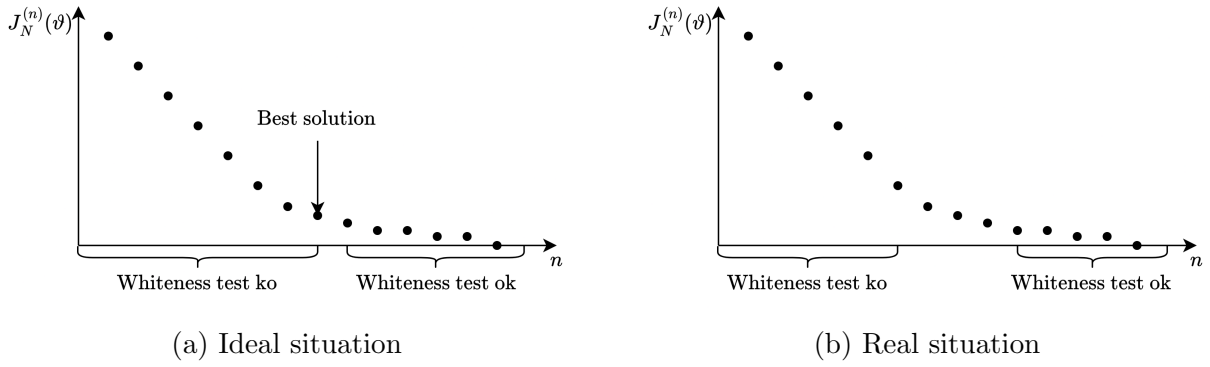 J_N^{(n)}(ϑ)
Best solution
n
Whiteness test ko
Whiteness test ok
(a) Ideal situation
J_N^{(n)}(ϑ)
n
Whiteness test ko
Whiteness test ok
(b) Real situation